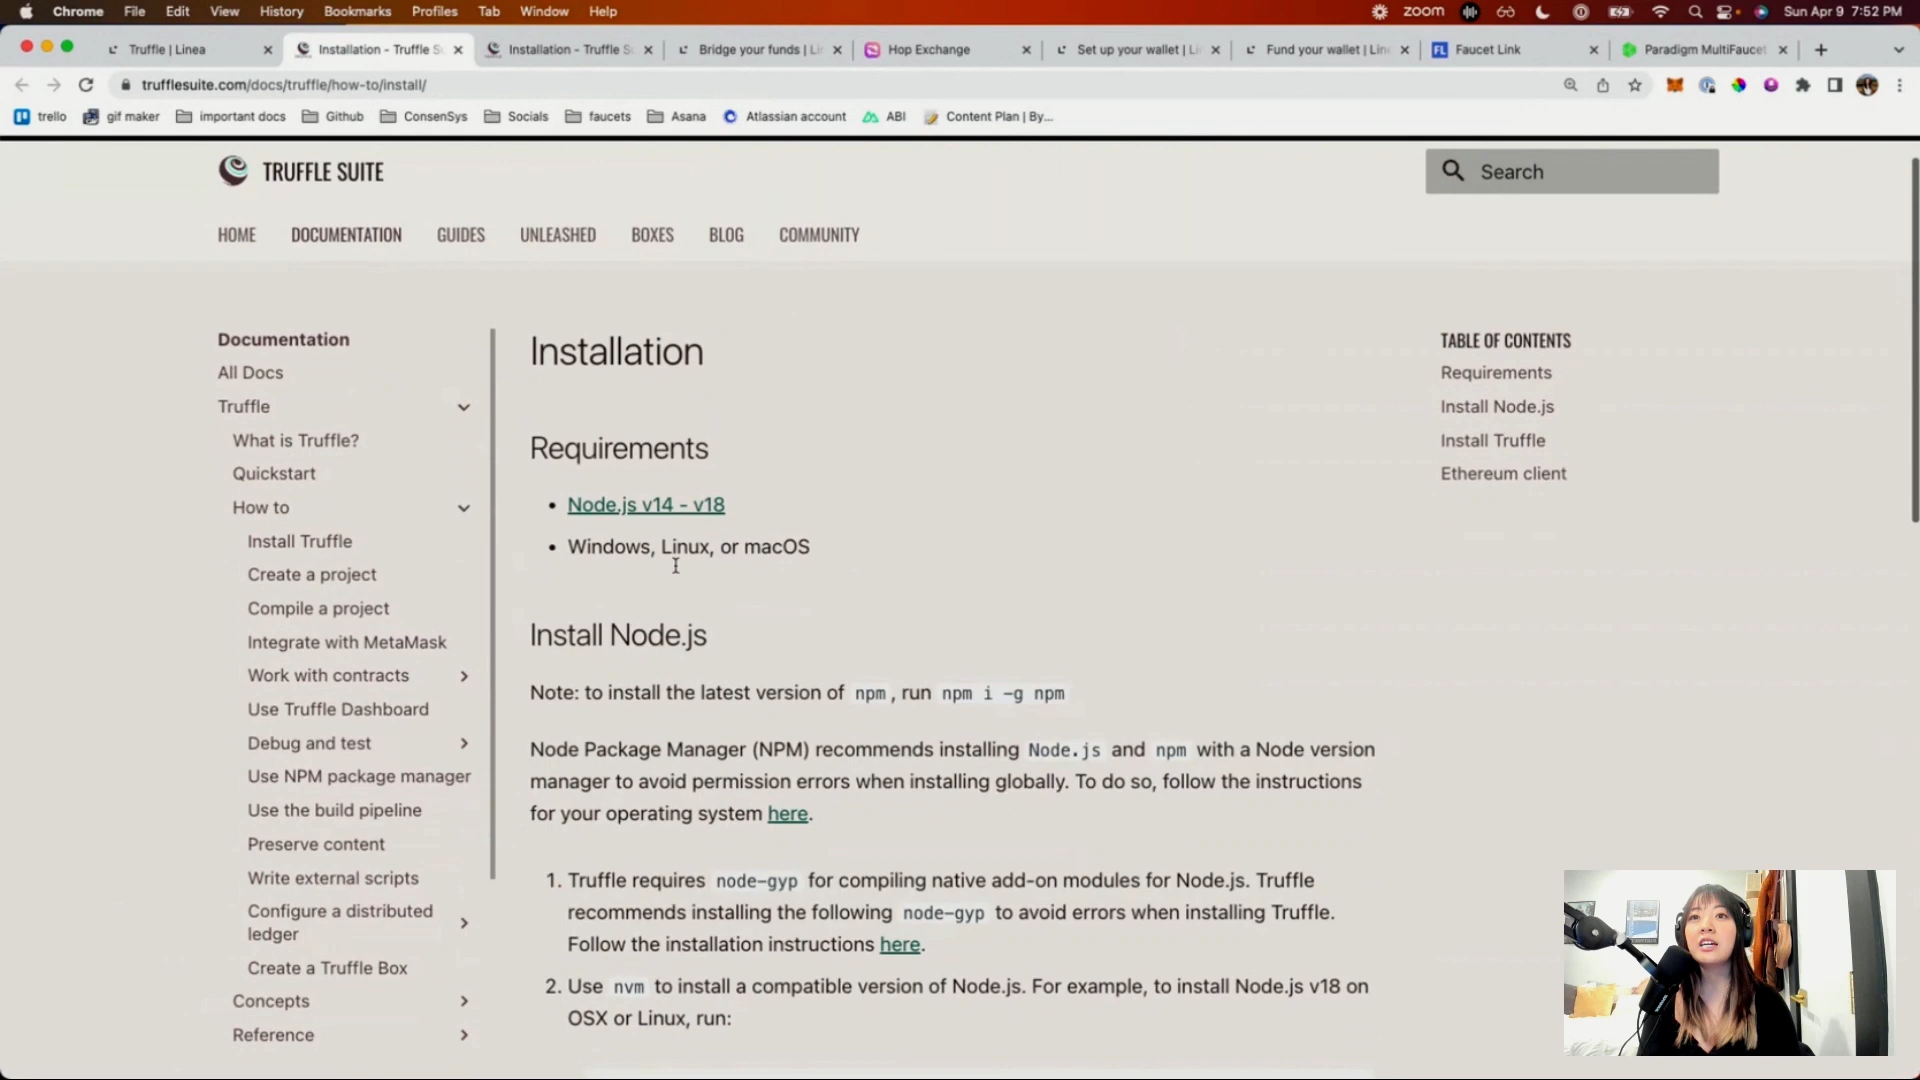 Chrome File Edit View History Bookmarks Profiles Tab Window Help zoom Sun Apr 9 7:52 PM
Truffle | Linea Installation - Truffle S Installation - Truffle S Bridge your funds | Li Hop Exchange Set up your wallet | Li Fund your wallet | Line Faucet Link Paradigm MultiFaucet
trufflesuite.com/docs/truffle/how-to/install/
trello gif maker important docs Github ConsenSys Socials faucets Asana Atlassian account ABI Content Plan | By...
TRUFFLE SUITE
Search
HOME DOCUMENTATION GUIDES UNLEASHED BOXES BLOG COMMUNITY
Documentation
All Docs
Truffle
What is Truffle?
Quickstart
How to
Install Truffle
Create a project
Compile a project
Integrate with MetaMask
Work with contracts
Use Truffle Dashboard
Debug and test
Use NPM package manager
Use the build pipeline
Preserve content
Write external scripts
Configure a distributed
ledger
Create a Truffle Box
Concepts
Reference
Installation
Requirements
• Node.js v14 - v18
• Windows, Linux, or macOS
Install Node.js
Note: to install the latest version of npm, run npm i -g npm
Node Package Manager (NPM) recommends installing Node.js and npm with a Node version
manager to avoid permission errors when installing globally. To do so, follow the instructions
for your operating system here.
1. Truffle requires node-gyp for compiling native add-on modules for Node.js. Truffle
recommends installing the following node-gyp to avoid errors when installing Truffle.
Follow the installation instructions here.
2. Use nvm to install a compatible version of Node.js. For example, to install Node.js v18 on
OSX or Linux, run:
TABLE OF CONTENTS
Requirements
Install Node.js
Install Truffle
Ethereum client